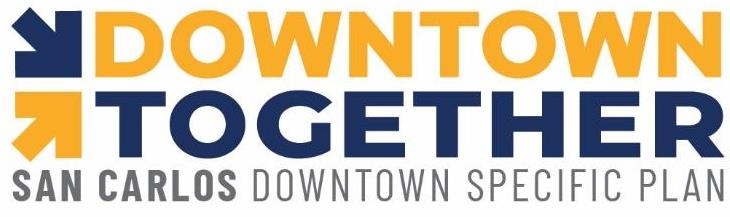 DOWNTOWN
TOGETHER
SAN CARLOS DOWNTOWN SPECIFIC PLAN